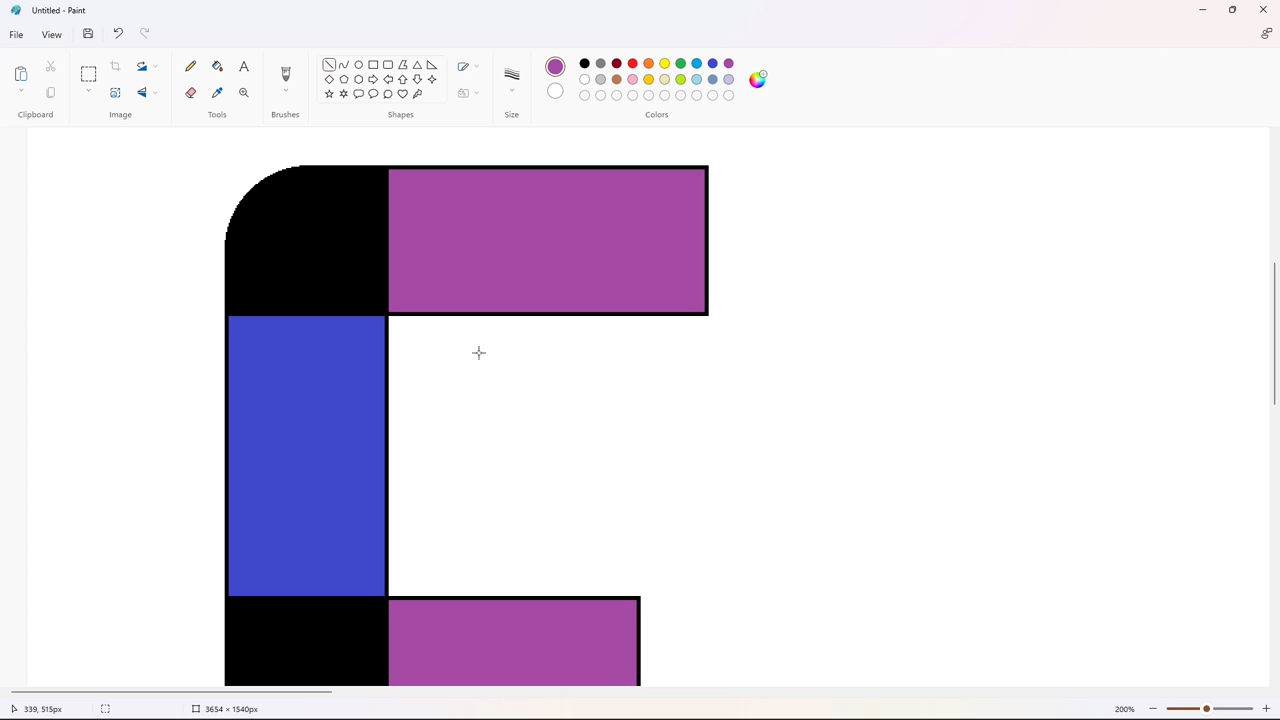 Untitled - Paint
File View
Clipboard Image Tools Brushes Shapes Size Colors
339, 515px 3654 × 1540px 200%